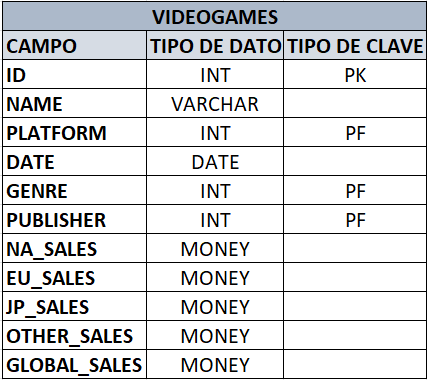 VIDEOGAMES
CAMPO TIPO DE DATO TIPO DE CLAVE
ID INT PK
NAME VARCHAR
PLATFORM INT PF
DATE DATE
GENRE INT PF
PUBLISHER INT PF
NA_SALES MONEY
EU_SALES MONEY
JP_SALES MONEY
OTHER_SALES MONEY
GLOBAL_SALES MONEY